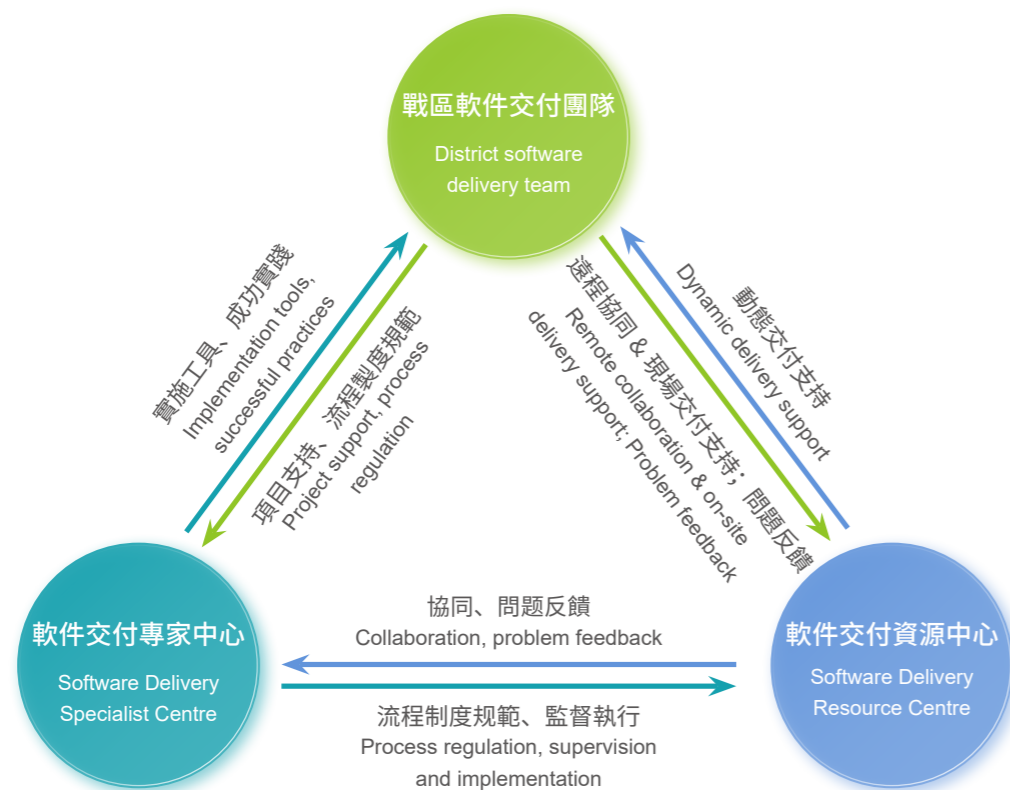 戰區軟件交付團隊
District software
delivery team
實施工具、成功實踐
Implementation tools,
successful practices
項目支持、流程製度規範
Project support, process
regulation
遠程協同 & 現場交付支持；問題反饋
Remote collaboration & on-site
delivery support; Problem feedback
動態交付支持
Dynamic delivery support
軟件交付專家中心
Software Delivery
Specialist Centre
協同、問题反饋
Collaboration, problem feedback
流程制度规範、監督執行
Process regulation, supervision
and implementation
軟件交付資源中心
Software Delivery
Resource Centre